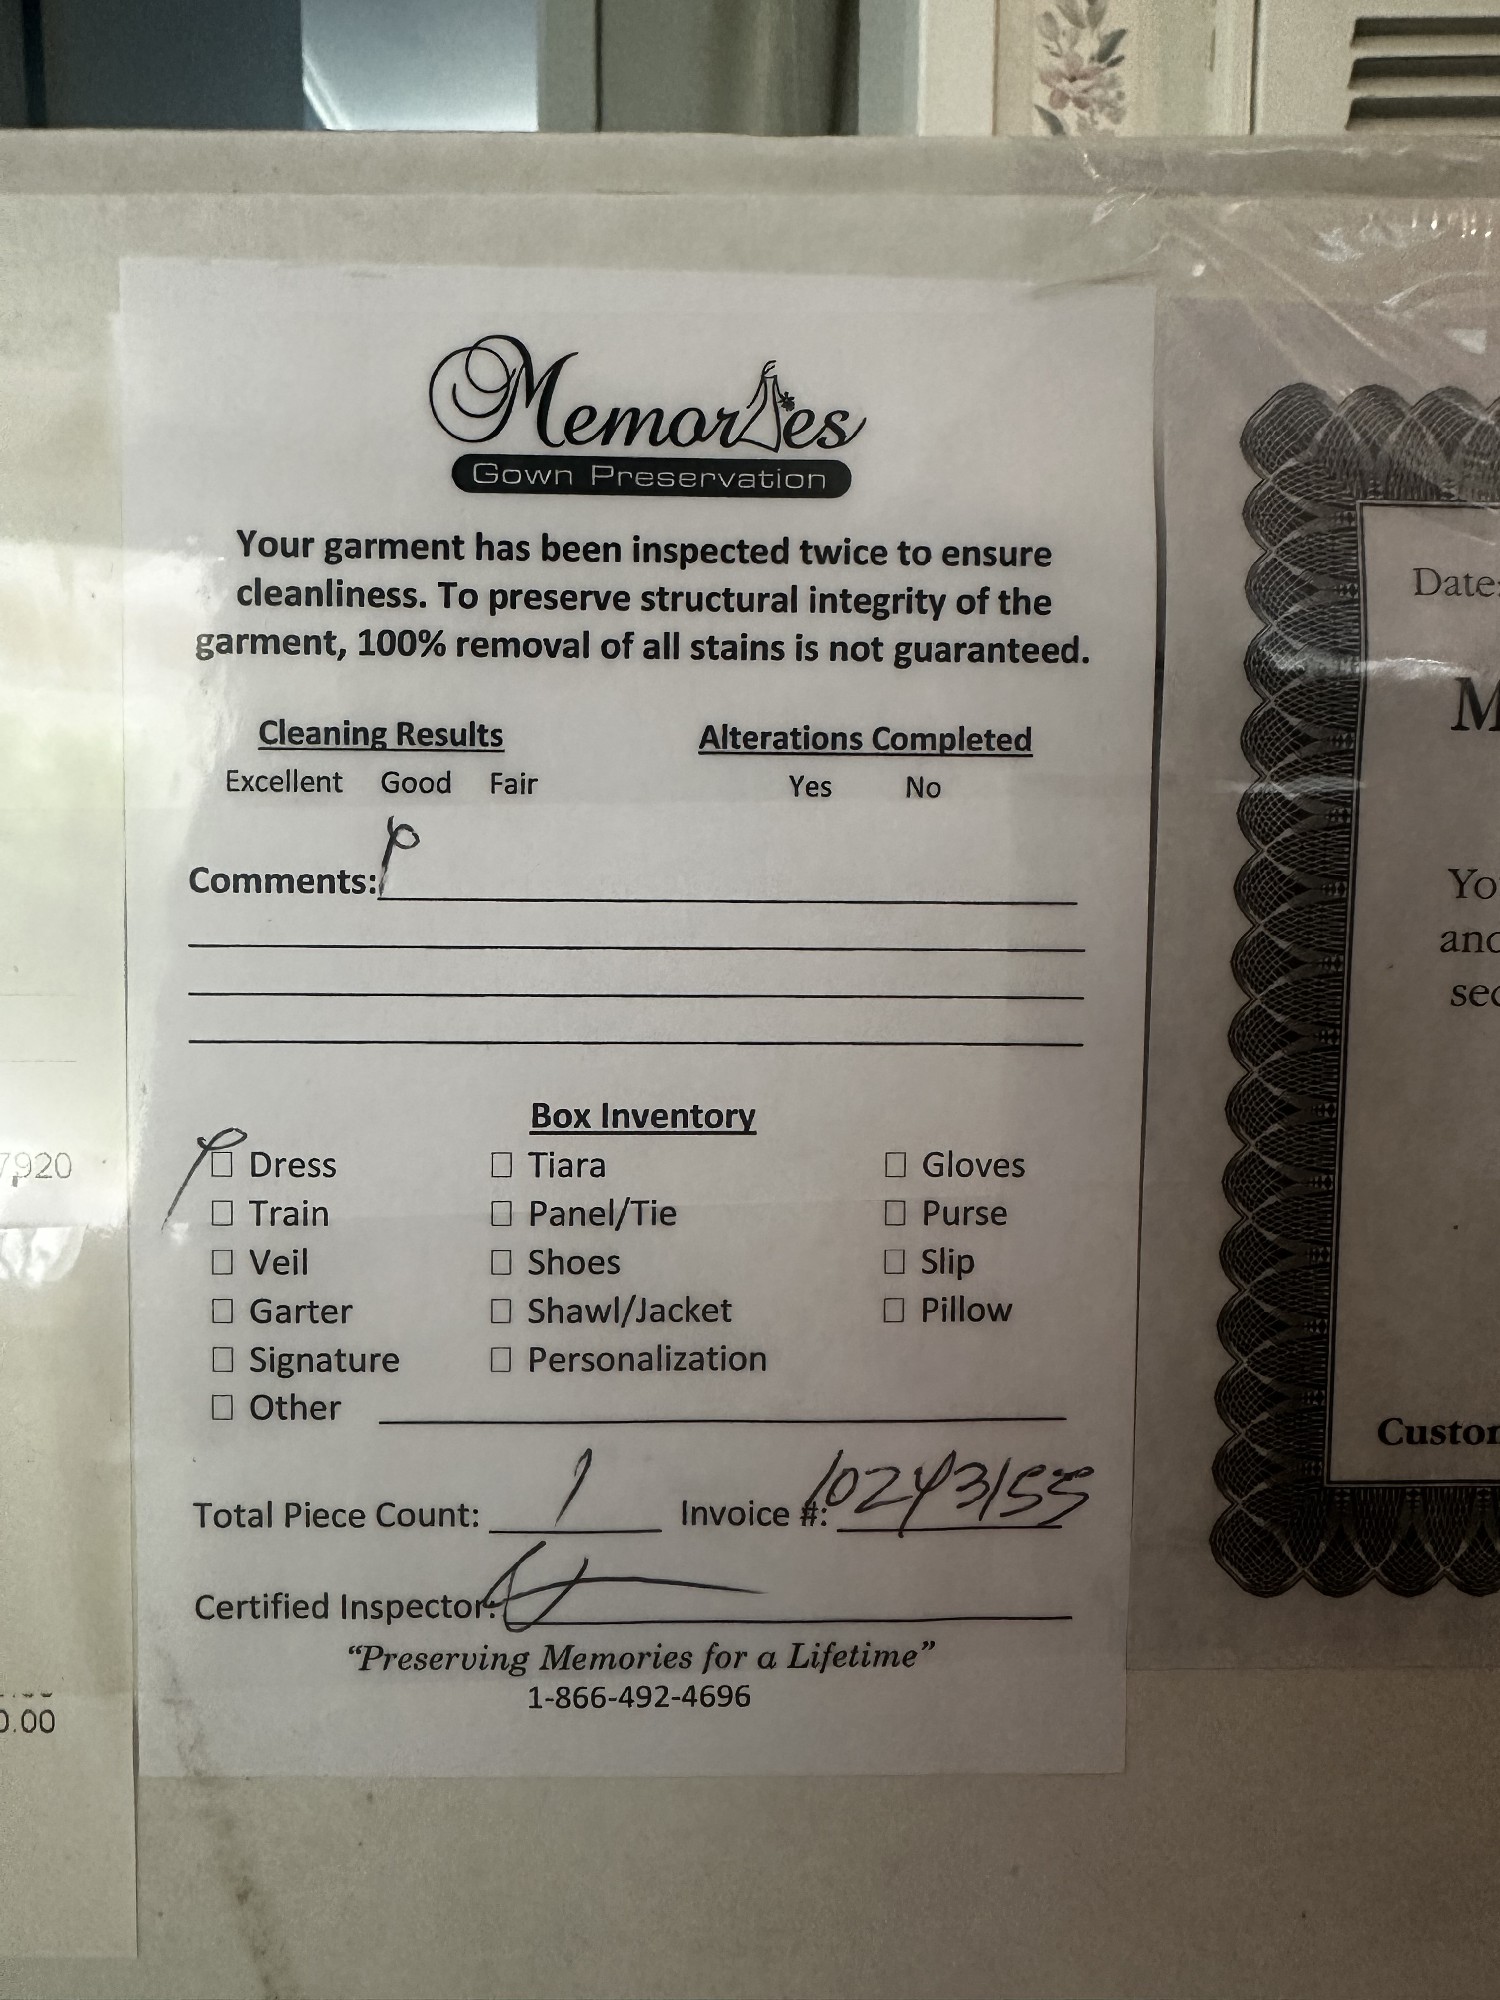 Memories
Gown Preservation
Your garment has been inspected twice to ensure
cleanliness. To preserve structural integrity of the
garment, 100% removal of all stains is not guaranteed.
Cleaning Results
Excellent Good Fair
Alterations Completed
Yes No
Comments:
Box Inventory
Dress
Train
Veil
Garter
Signature
Other
Tiara
Panel/Tie
Shoes
Shawl/Jacket
Personalization
Gloves
Purse
Slip
Pillow
Total Piece Count: 1 Invoice #: 10243155
Certified Inspector:
“Preserving Memories for a Lifetime”
1-866-492-4696
7920
0.00
Date:
M
Yo
and
sec
Custom